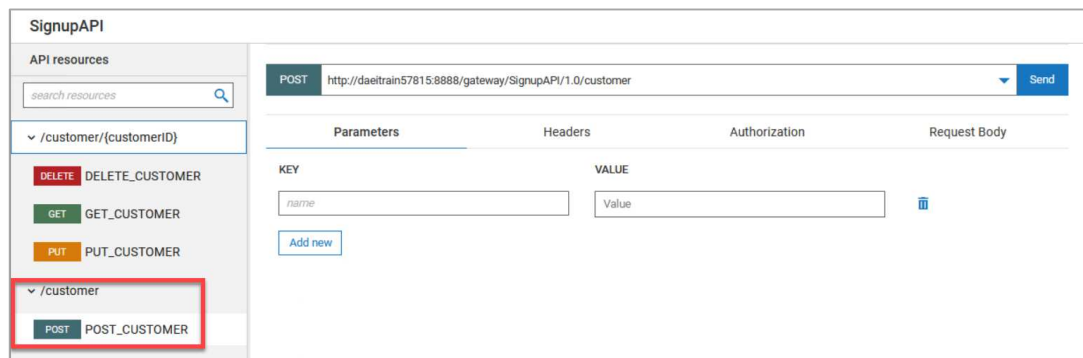 SignupAPI
API resources
search resources
/customer/{customerID}
DELETE DELETE_CUSTOMER
GET GET_CUSTOMER
PUT PUT_CUSTOMER
/customer
POST POST_CUSTOMER
POST http://daeitrain57815:8888/gateway/SignupAPI/1.0/customer Send
Parameters Headers Authorization Request Body
KEY VALUE
name Value
Add new